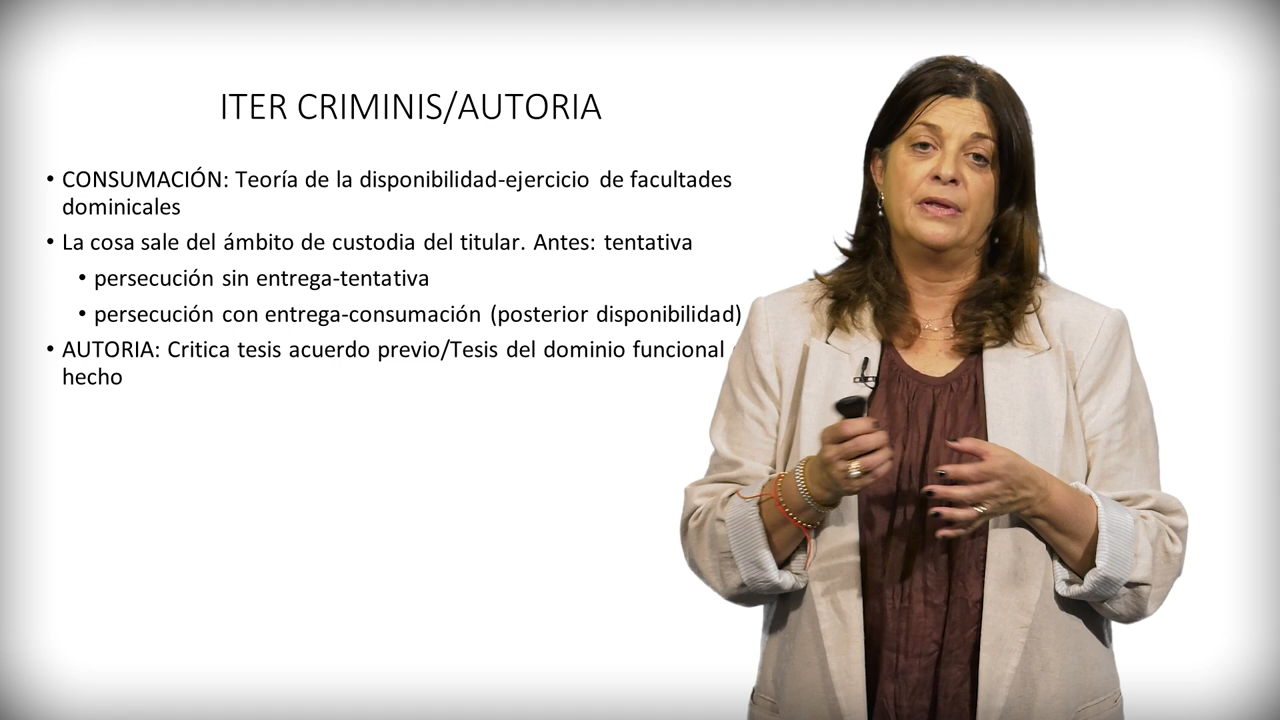 ITER CRIMINIS/AUTORIA
• CONSUMACIÓN: Teoría de la disponibilidad-ejercicio de facultades
dominicales
• La cosa sale del ámbito de custodia del titular. Antes: tentativa
• persecución sin entrega-tentativa
• persecución con entrega-consumación (posterior disponibilidad)
• AUTORIA: Critica tesis acuerdo previo/Tesis del dominio funcional
hecho